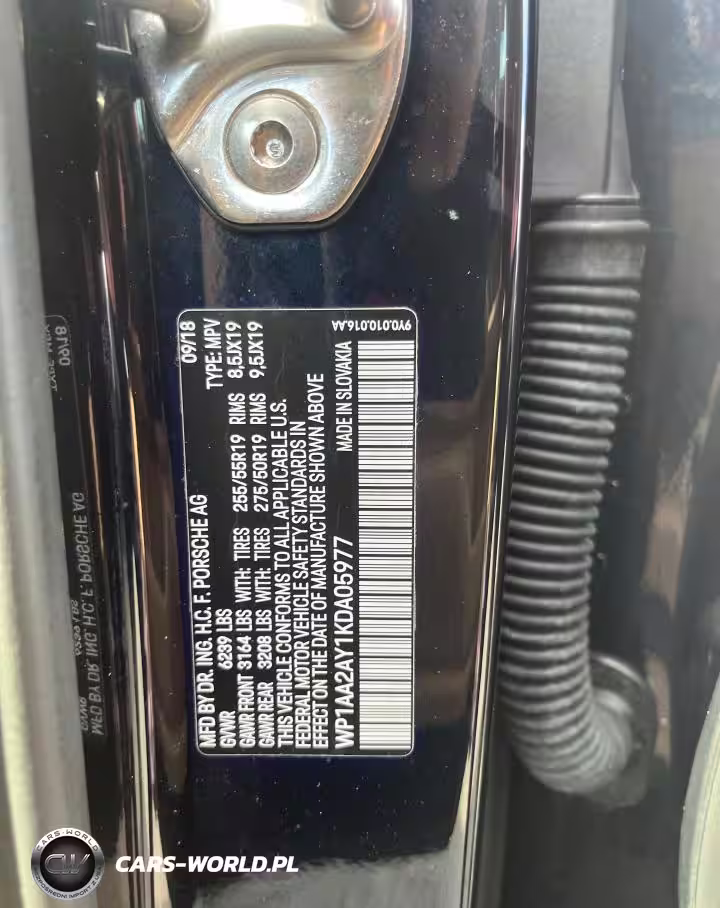 MFD BY DR. ING. H.C. F. PORSCHE AG 09/18
GVWR 6239 LBS TYPE: MPV
GAWR FRONT 3164 LBS WITH: TIRES 255/55R19 RIMS 8,5JX19
GAWR REAR 3208 LBS WITH: TIRES 275/50R19 RIMS 9,5JX19
THIS VEHICLE CONFORMS TO ALL APPLICABLE U.S.
FEDERAL MOTOR VEHICLE SAFETY STANDARDS IN
EFFECT ON THE DATE OF MANUFACTURE SHOWN ABOVE
WP1AA2AY1KDA05977 MADE IN SLOVAKIA
9Y0.010.016.AA
CARS-WORLD
CW
CARS-WORLD.PL